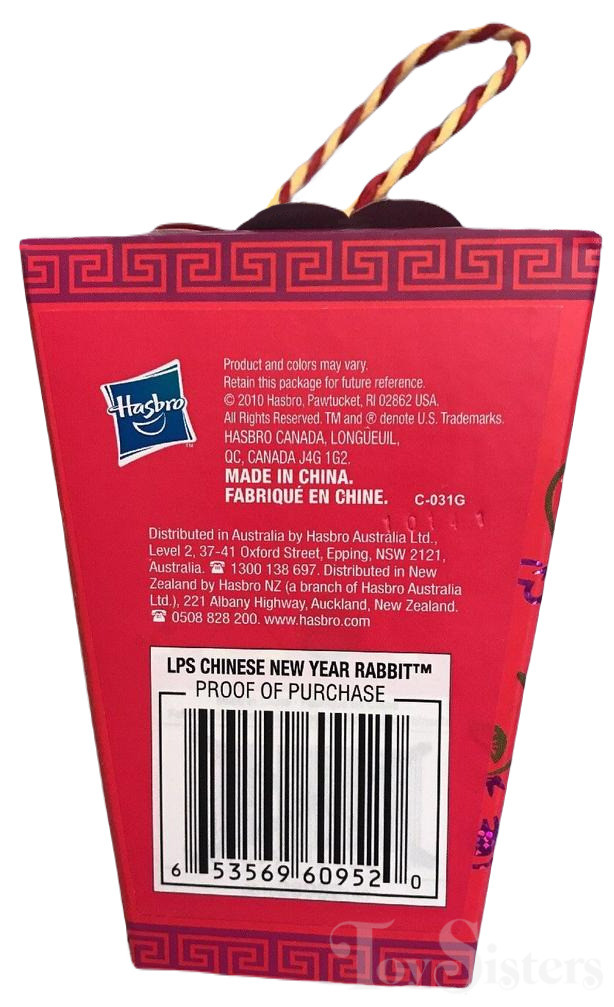 Hasbro
TM
Product and colors may vary.
Retain this package for future reference.
© 2010 Hasbro, Pawtucket, RI 02862 USA.
All Rights Reserved. TM and ® denote U.S. Trademarks.
HASBRO CANADA, LONGUEUIL,
QC, CANADA J4G 1G2.
MADE IN CHINA.
FABRIQUÉ EN CHINE. C-031G
Distributed in Australia by Hasbro Australia Ltd.,
Level 2, 37-41 Oxford Street, Epping, NSW 2121,
Australia. ☎ 1300 138 697. Distributed in New
Zealand by Hasbro NZ (a branch of Hasbro Australia
Ltd.), 221 Albany Highway, Auckland, New Zealand.
☎ 0508 828 200. www.hasbro.com
LPS CHINESE NEW YEAR RABBIT™
PROOF OF PURCHASE
6 53569 60952 0
ToySisters